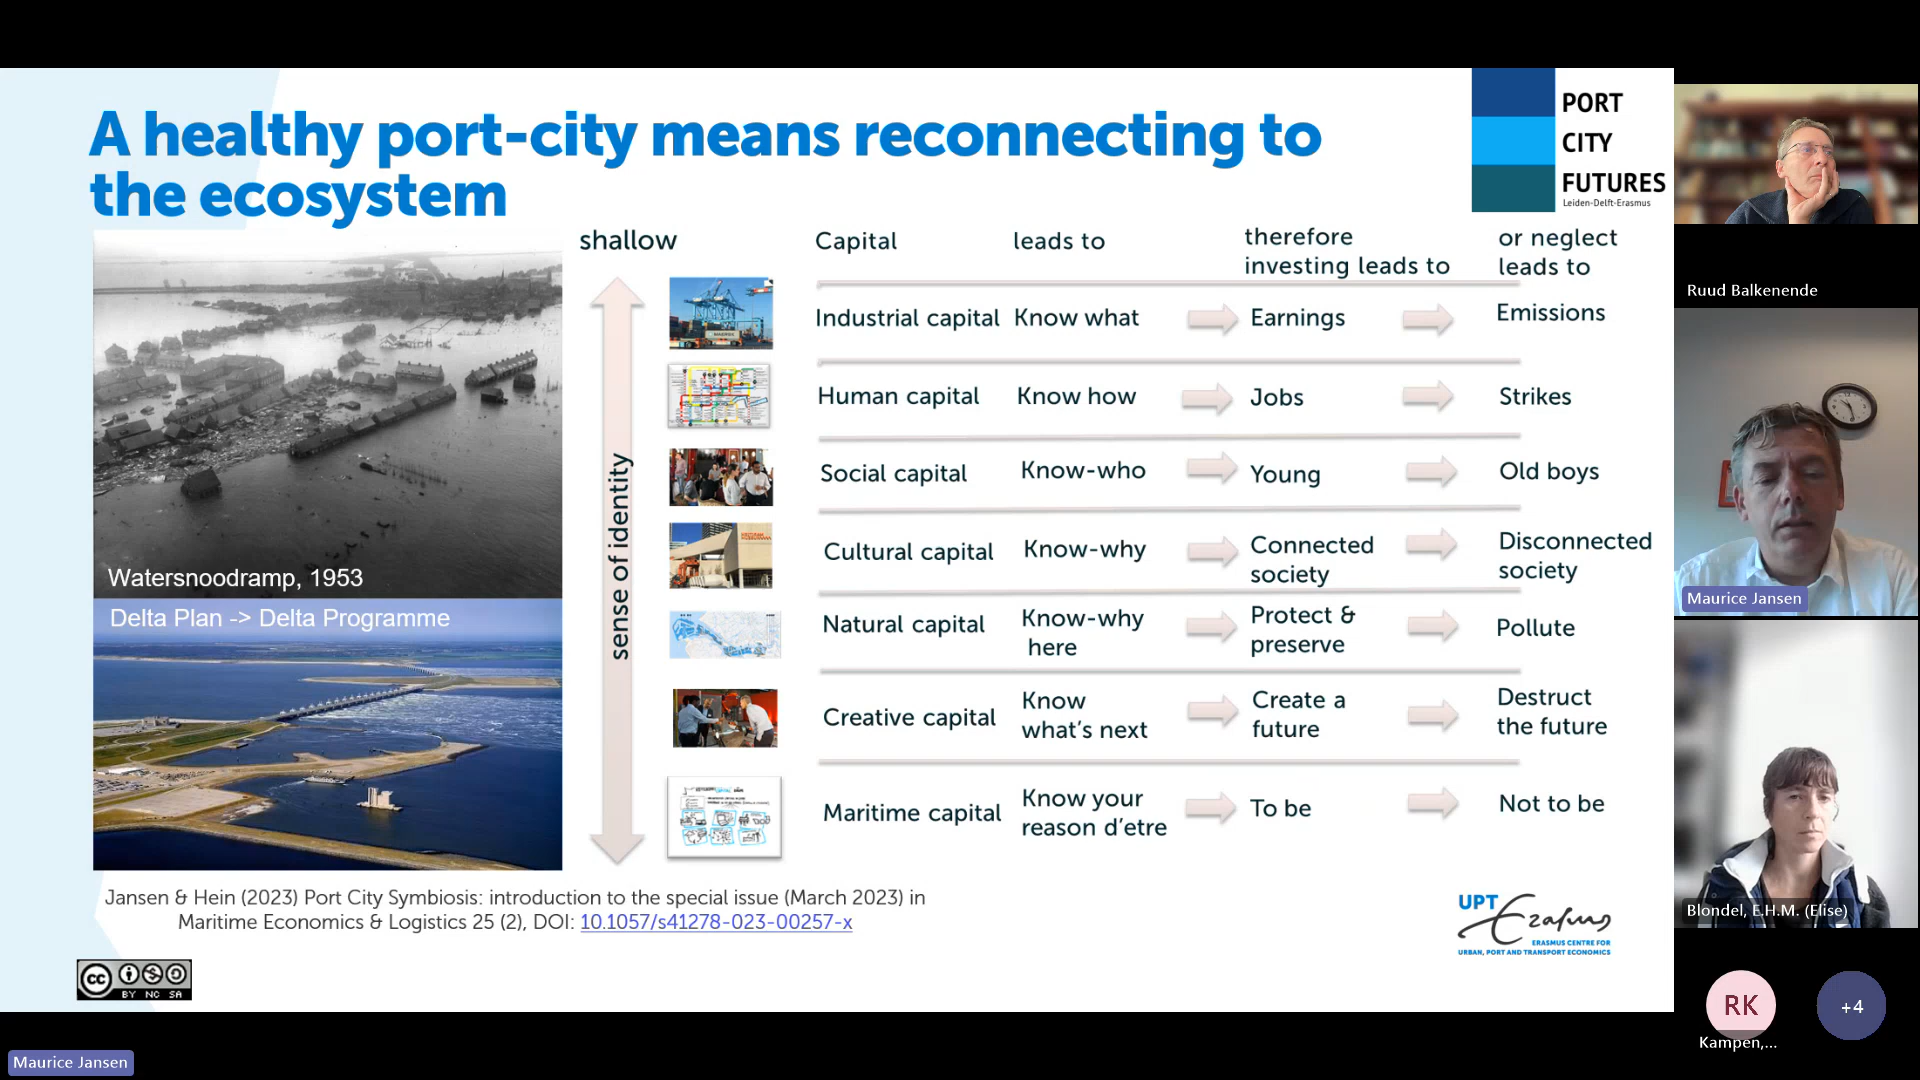 A healthy port-city means reconnecting to
the ecosystem
PORT
CITY
FUTURES
Leiden-Delft-Erasmus
shallow
Capital
leads to
therefore
investing leads to
or neglect
leads to
Industrial capital
Know what
Earnings
Emissions
Human capital
Know how
Jobs
Strikes
Social capital
Know-who
Young
Old boys
Cultural capital
Know-why
Connected
society
Disconnected
society
Natural capital
Know-why
here
Protect &
preserve
Pollute
Creative capital
Know
what's next
Create a
future
Destruct
the future
Maritime capital
Know your
reason d'etre
To be
Not to be
sense of identity
Watersnoodramp, 1953
Delta Plan -> Delta Programme
Jansen & Hein (2023) Port City Symbiosis: introduction to the special issue (March 2023) in
Maritime Economics & Logistics 25 (2), DOI: 10.1057/s41278-023-00257-x
UPT
Erasmus
ERASMUS CENTRE FOR
URBAN, PORT AND TRANSPORT ECONOMICS
cc
BY NC SA
Ruud Balkenende
Maurice Jansen
Blondel, E.H.M. (Elise)
RK
+4
Kampen,...
Maurice Jansen